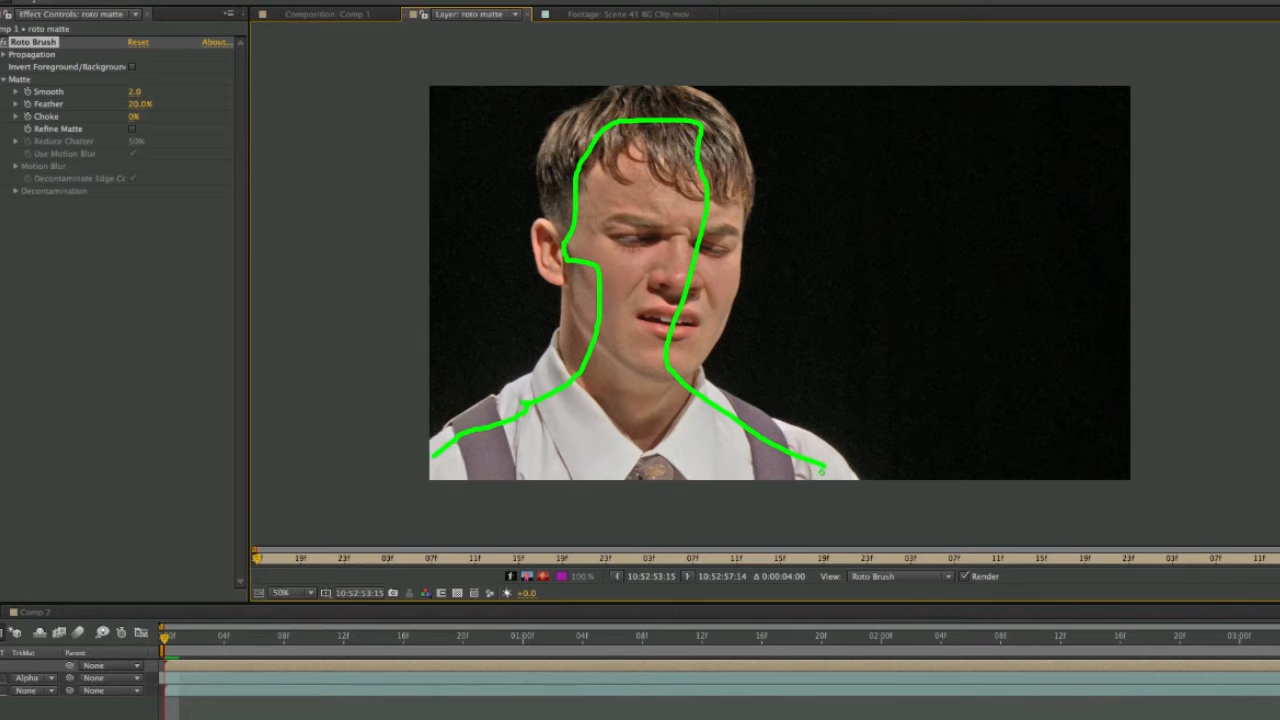 Effect Controls: roto matte
Composition: Comp 1
Layer: roto matte
Footage: Scene 41 BG Clip.mov
mp 1 • roto matte
Roto Brush Reset About...
Propagation
Invert Foreground/Backgroun
Matte
Smooth 2.0
Feather 20.0%
Choke 0%
Refine Matte
Reduce Chatter 50%
Use Motion Blur
Motion Blur
Decontaminate Edge Co
Decontamination
19f 23f 03f 07f 11f 15f 19f 23f 03f 07f 11f 15f 19f 23f 03f 07f 11f 15f 19f 23f 03f 07f 11f
100 % 10:52:53:15 10:52:57:14 Δ 0:00:04:00 View: Roto Brush Render
50% 10:52:53:15 +0.0
Comp 2
00f 04f 08f 12f 16f 20f 01:00f 04f 08f 12f 16f 20f 02:00f 04f 08f 12f 16f 20f 03:00f
T TrkMat Parent
None
Alpha None
None None